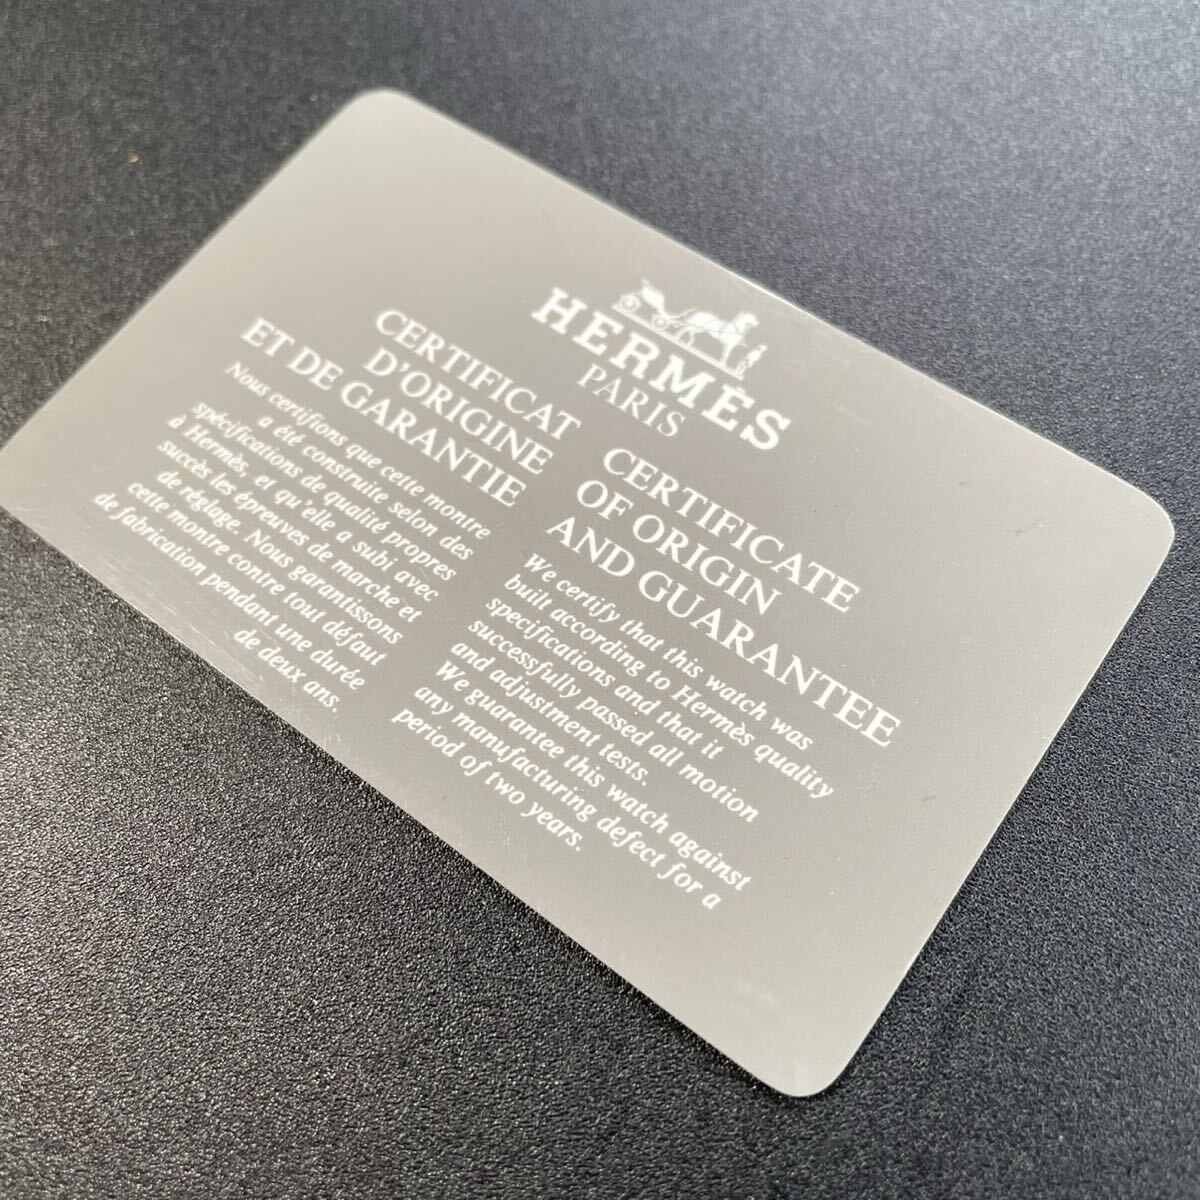 HERMÈS
PARIS
CERTIFICAT
D'ORIGINE
ET DE GARANTIE
Nous certifions que cette montre
a été construite selon des
spécifications de qualité propres
à Hermès, et qu'elle a subi avec
succès les épreuves de marche et
de réglage. Nous garantissons
cette montre contre tout défaut
de fabrication pendant une durée
de deux ans.
CERTIFICATE
OF ORIGIN
AND GUARANTEE
We certify that this watch was
built according to Hermès quality
specifications and that it
successfully passed all motion
and adjustment tests.
We guarantee this watch against
any manufacturing defect for a
period of two years.